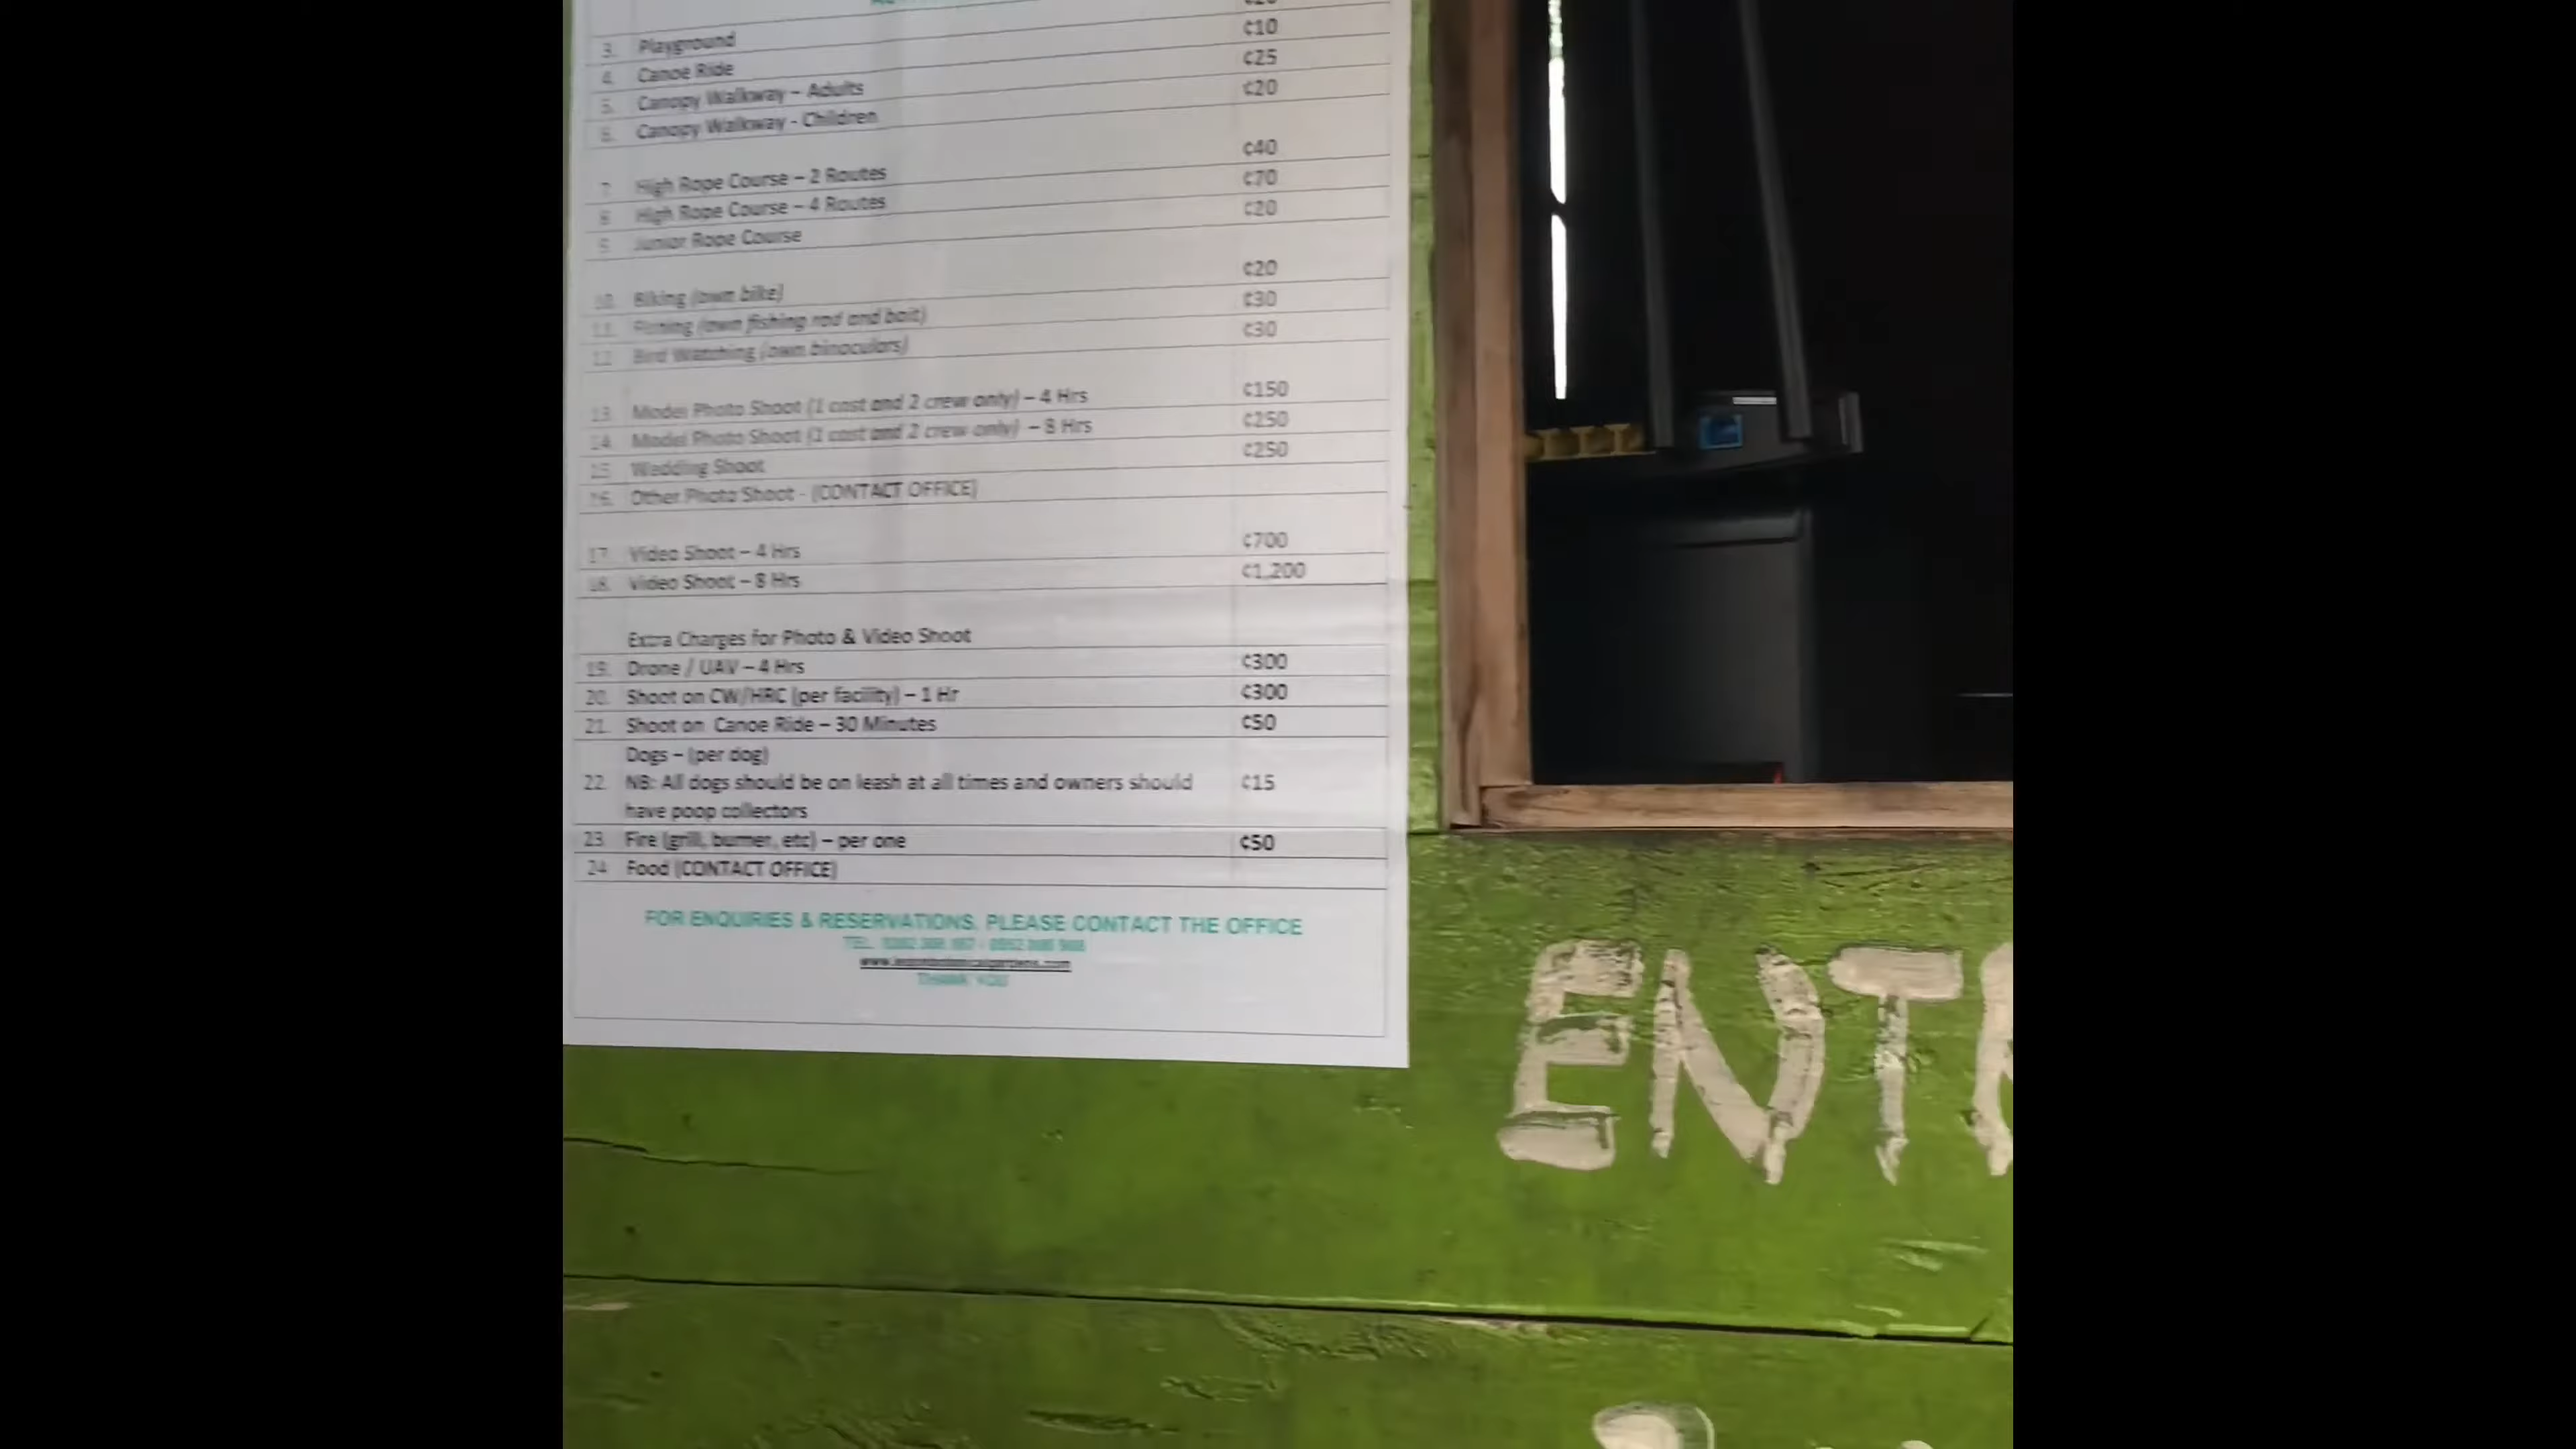 3. Playground
4. Canoe Ride ¢10
5. Canopy Walkway – Adults ¢25
6. Canopy Walkway - Children ¢20
7. High Rope Course – 2 Routes ¢40
8. High Rope Course – 4 Routes ¢70
9. Junior Rope Course ¢20
10. Biking (own bike) ¢20
11. Fishing (own fishing rod and bait) ¢30
12. Bird Watching (own binoculars) ¢30
13. Model Photo Shoot (1 cast and 2 crew only) – 4 Hrs ¢150
14. Model Photo Shoot (1 cast and 2 crew only) – 8 Hrs ¢250
15. Wedding Shoot ¢250
16. Other Photo Shoot - (CONTACT OFFICE)
17. Video Shoot – 4 Hrs ¢700
18. Video Shoot – 8 Hrs ¢1,200
Extra Charges for Photo & Video Shoot
19. Drone / UAV – 4 Hrs ¢300
20. Shoot on CW/HRC (per facility) – 1 Hr ¢300
21. Shoot on Canoe Ride – 30 Minutes ¢50
Dogs – (per dog)
22. NB: All dogs should be on leash at all times and owners should ¢15
have poop collectors
23. Fire (grill, burner, etc) – per one ¢50
24. Food (CONTACT OFFICE)
FOR ENQUIRIES & RESERVATIONS, PLEASE CONTACT THE OFFICE
TEL.
THANK YOU
ENT